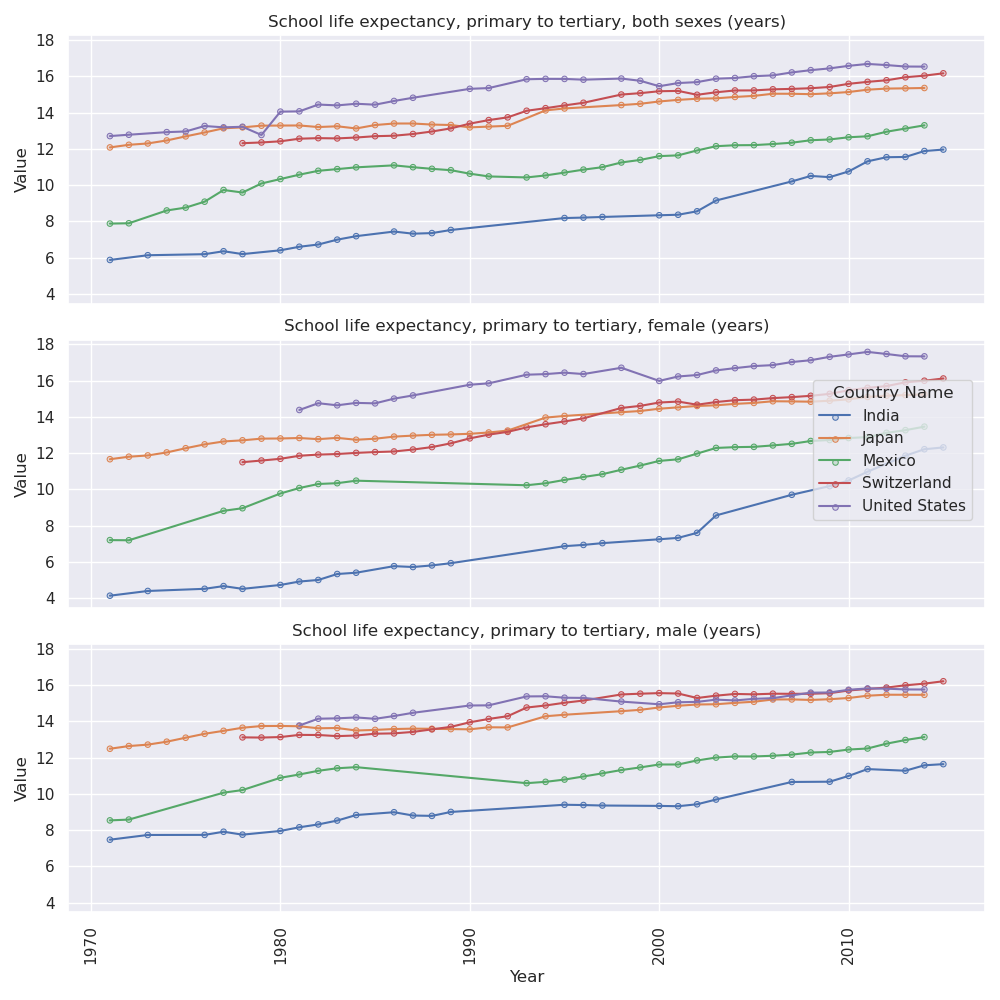 School life expectancy, primary to tertiary, both sexes (years)
18
16
14
12
10
8
6
4
Value
School life expectancy, primary to tertiary, female (years)
18
16
14
12
10
8
6
4
Value
Country Name
India
Japan
Mexico
Switzerland
United States
School life expectancy, primary to tertiary, male (years)
18
16
14
12
10
8
6
4
Value
1970
1980
1990
2000
2010
Year